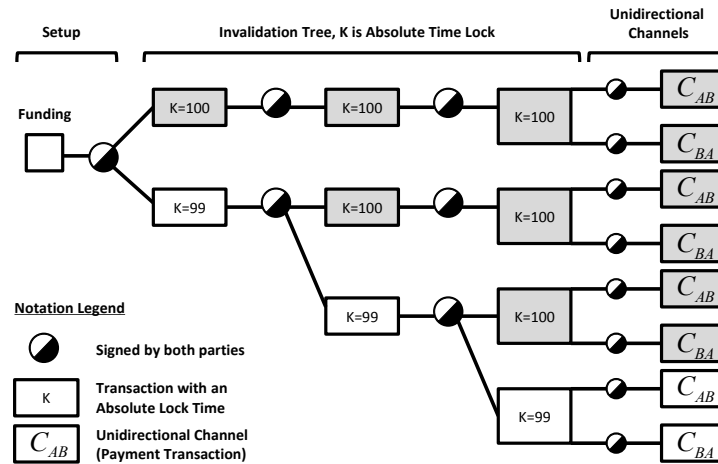 Setup
Invalidation Tree, K is Absolute Time Lock
Unidirectional
Channels
Funding
K=100
K=100
K=100
C_AB
C_BA
K=99
K=100
K=100
C_AB
C_BA
K=99
K=100
C_AB
C_BA
K=99
C_AB
C_BA
Notation Legend
Signed by both parties
K
Transaction with an
Absolute Lock Time
C_AB
Unidirectional Channel
(Payment Transaction)